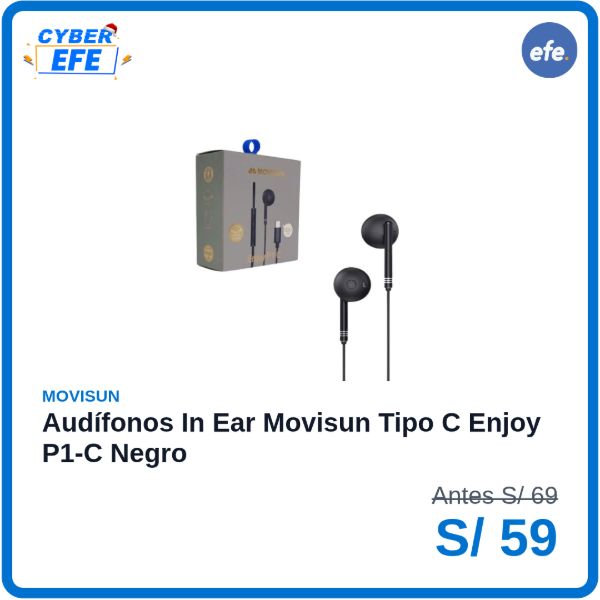 CYBER
EFE
efe.
MOVISUN
Audífonos In Ear Movisun Tipo C Enjoy
P1-C Negro
Antes S/ 69
S/ 59